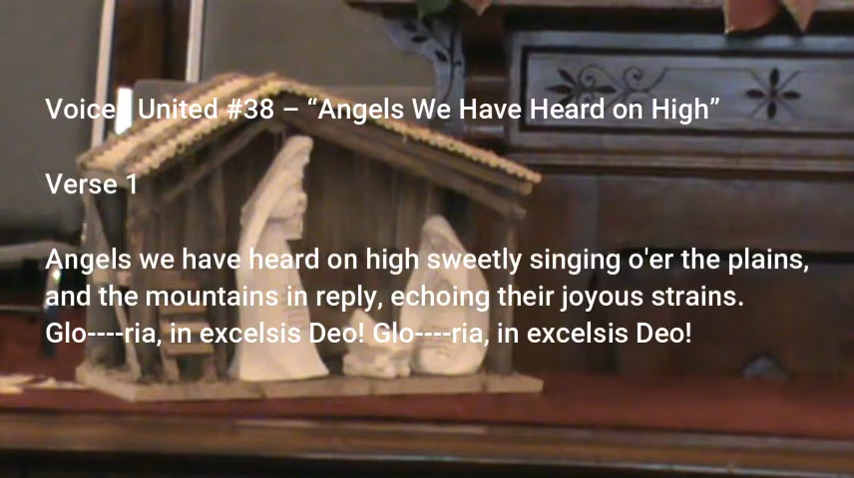 Voices United #38 – “Angels We Have Heard on High”
Verse 1
Angels we have heard on high sweetly singing o'er the plains,
and the mountains in reply, echoing their joyous strains.
Glo----ria, in excelsis Deo! Glo----ria, in excelsis Deo!